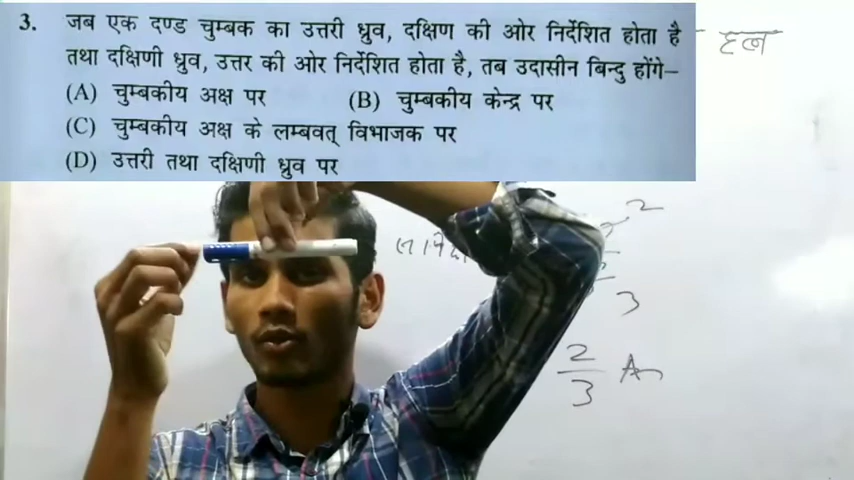 3. जब एक दण्ड चुम्बक का उत्तरी ध्रुव, दक्षिण की ओर निर्देशित होता है
तथा दक्षिणी ध्रुव, उत्तर की ओर निर्देशित होता है, तब उदासीन बिन्दु होंगे–
(A) चुम्बकीय अक्ष पर (B) चुम्बकीय केन्द्र पर
(C) चुम्बकीय अक्ष के लम्बवत् विभाजक पर
(D) उत्तरी तथा दक्षिणी ध्रुव पर
हल
2
3
2
3